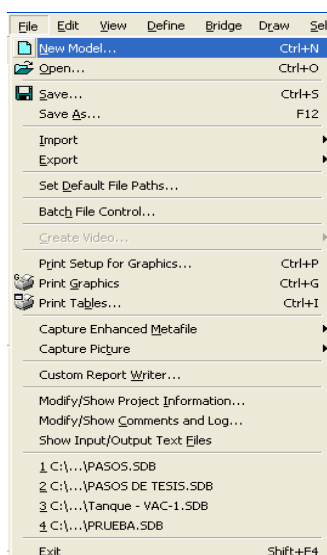 File Edit View Define Bridge Draw Sel
New Model... Ctrl+N
Open... Ctrl+O
Save... Ctrl+S
Save As... F12
Import
Export
Set Default File Paths...
Batch File Control...
Create Video...
Print Setup for Graphics... Ctrl+P
Print Graphics Ctrl+G
Print Tables... Ctrl+I
Capture Enhanced Metafile
Capture Picture
Custom Report Writer...
Modify/Show Project Information...
Modify/Show Comments and Log...
Show Input/Output Text Files
1 C:\...\PASOS.SDB
2 C:\...\PASOS DE TESIS.SDB
3 C:\...\Tanque - VAC-1.SDB
4 C:\...\PRUEBA.SDB
Exit Shift+F4